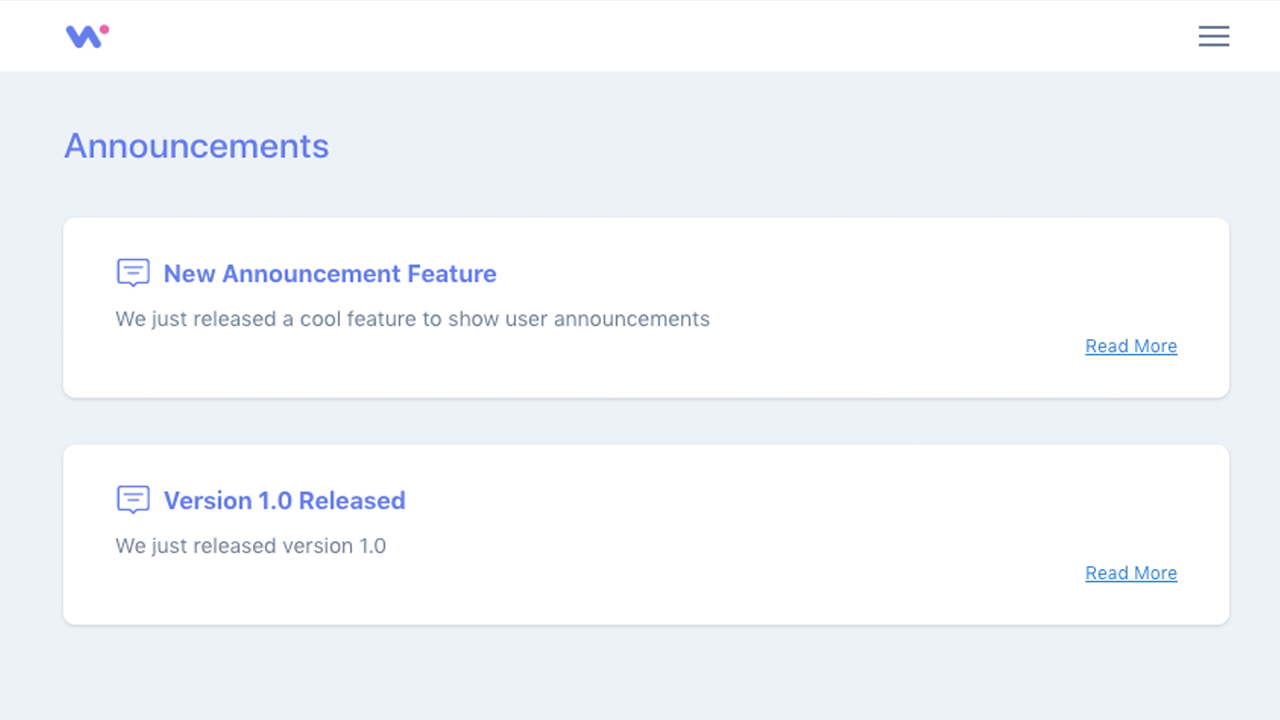 Announcements
New Announcement Feature
We just released a cool feature to show user announcements
Read More
Version 1.0 Released
We just released version 1.0
Read More